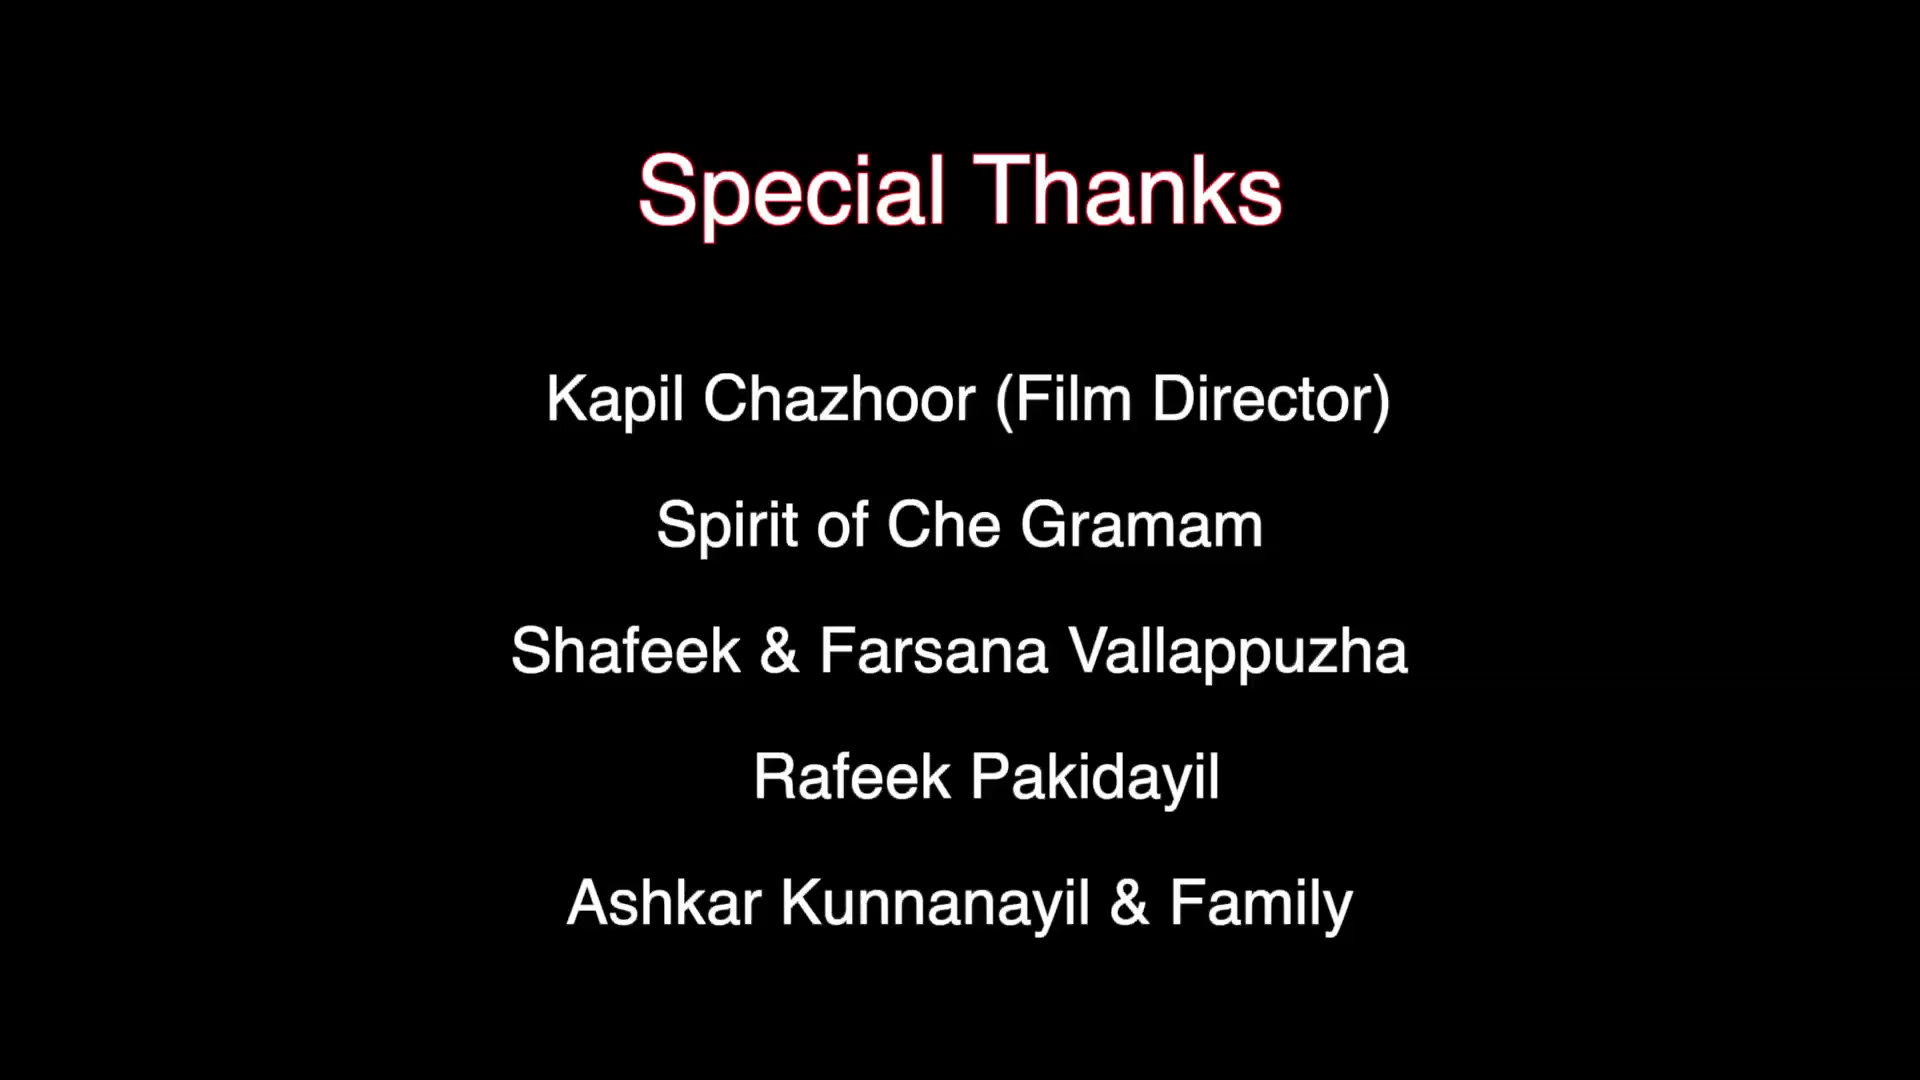 Special Thanks
Kapil Chazhoor (Film Director)
Spirit of Che Gramam
Shafeek & Farsana Vallappuzha
Rafeek Pakidayil
Ashkar Kunnanayil & Family